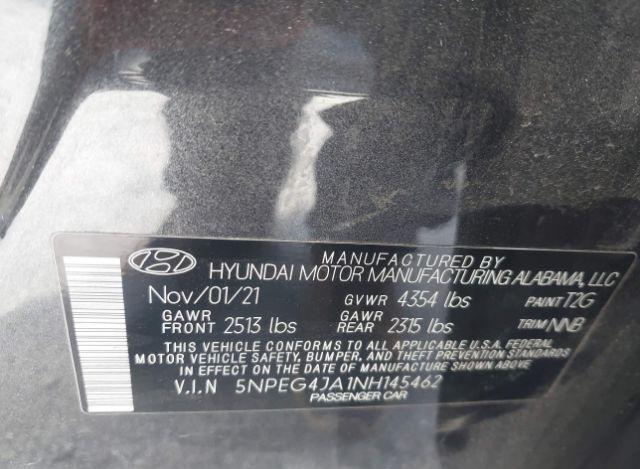 MANUFACTURED BY
HYUNDAI MOTOR MANUFACTURING ALABAMA, LLC
Nov/01/21 GVWR 4354 lbs PAINT T2G
GAWR FRONT 2513 lbs GAWR REAR 2315 lbs TRIM NNB
THIS VEHICLE CONFORMS TO ALL APPLICABLE U.S.A. FEDERAL
MOTOR VEHICLE SAFETY, BUMPER, AND THEFT PREVENTION STANDARDS
IN EFFECT ON THE DATE OF MANUFACTURE SHOWN ABOVE.
V.I.N 5NPEG4JA1NH145462
PASSENGER CAR